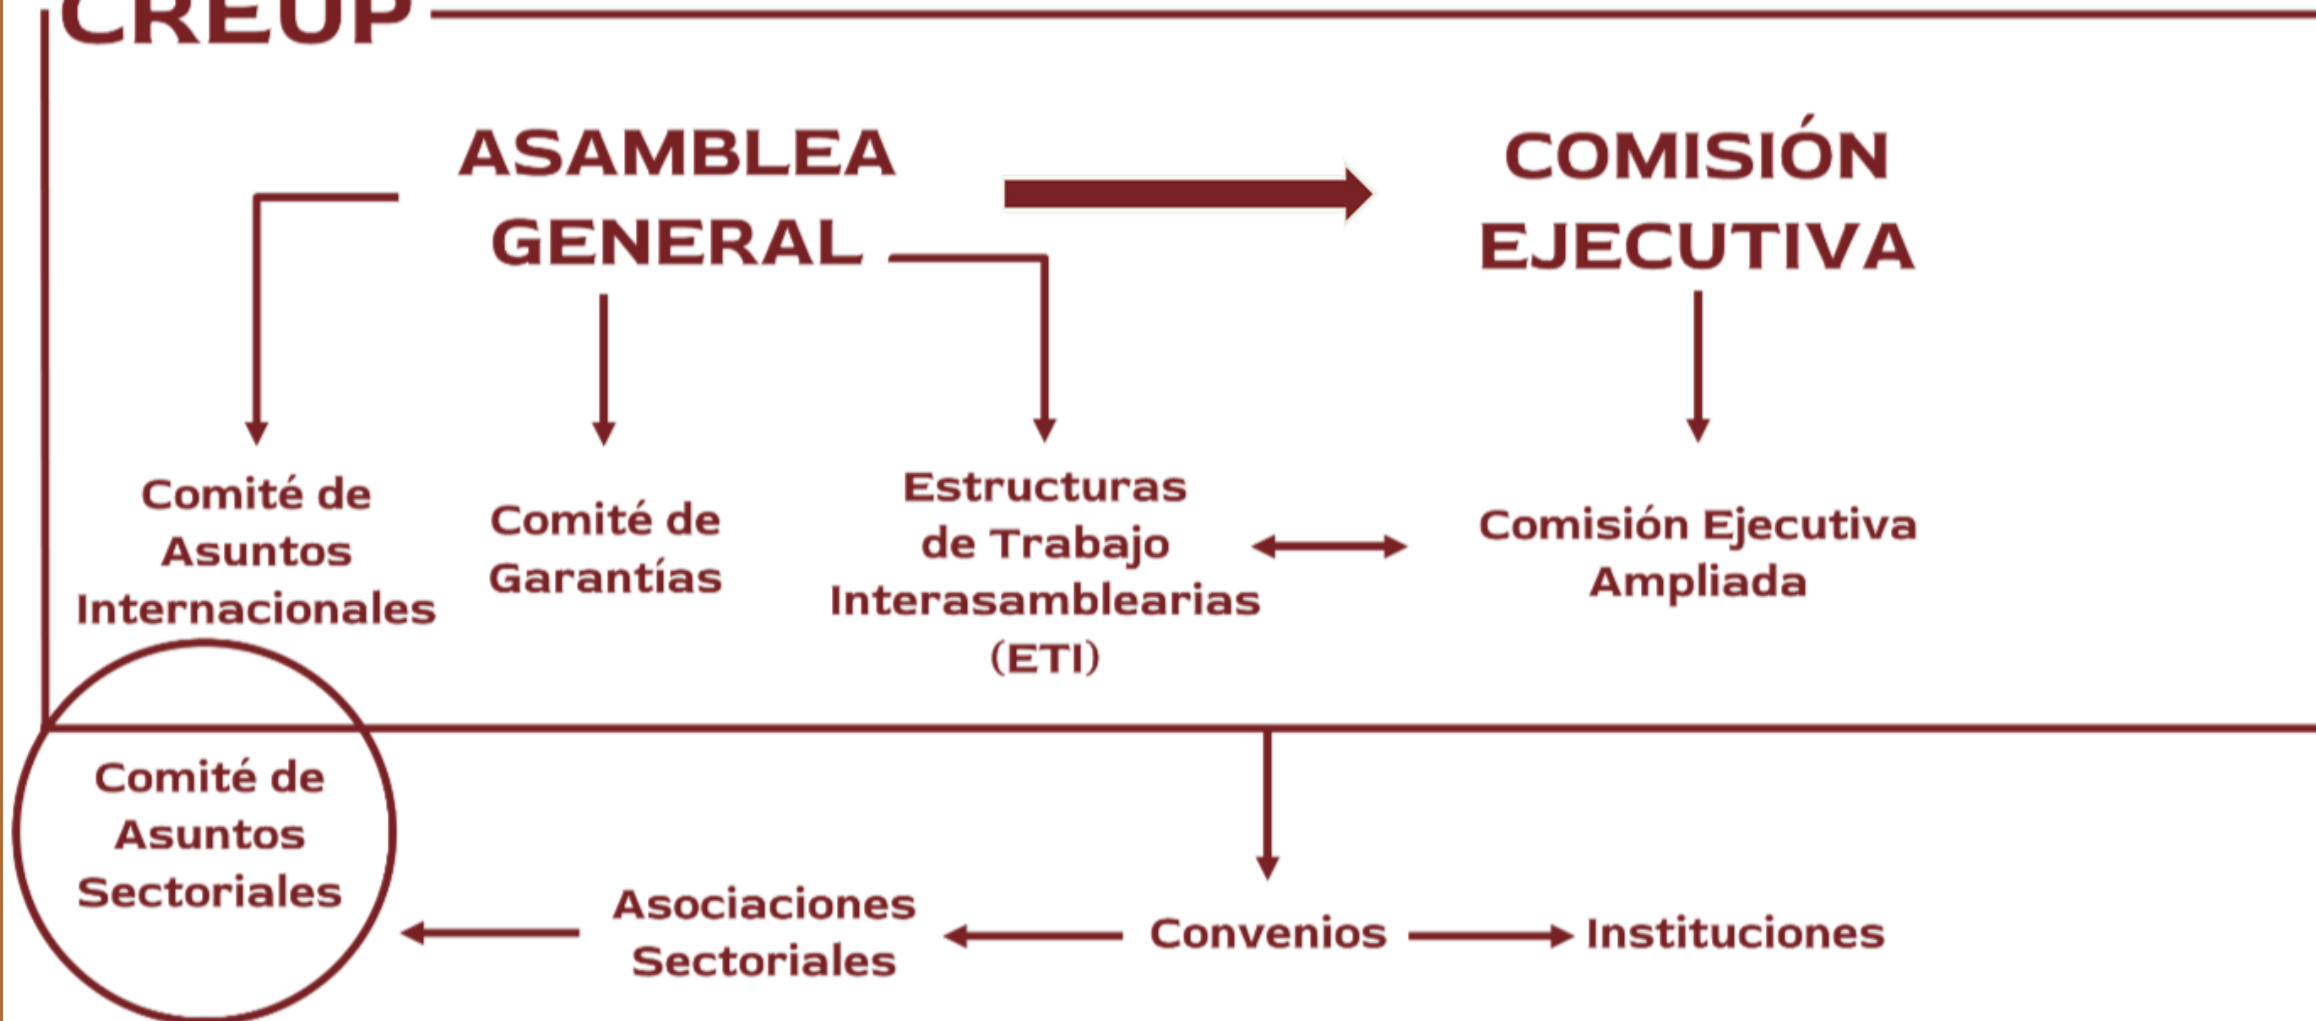 CREUP
ASAMBLEA
GENERAL
COMISIÓN
EJECUTIVA
Comité de
Asuntos
Internacionales
Comité de
Garantías
Estructuras
de Trabajo
Interasamblearias
(ETI)
Comisión Ejecutiva
Ampliada
Comité de
Asuntos
Sectoriales
Asociaciones
Sectoriales
Convenios
Instituciones